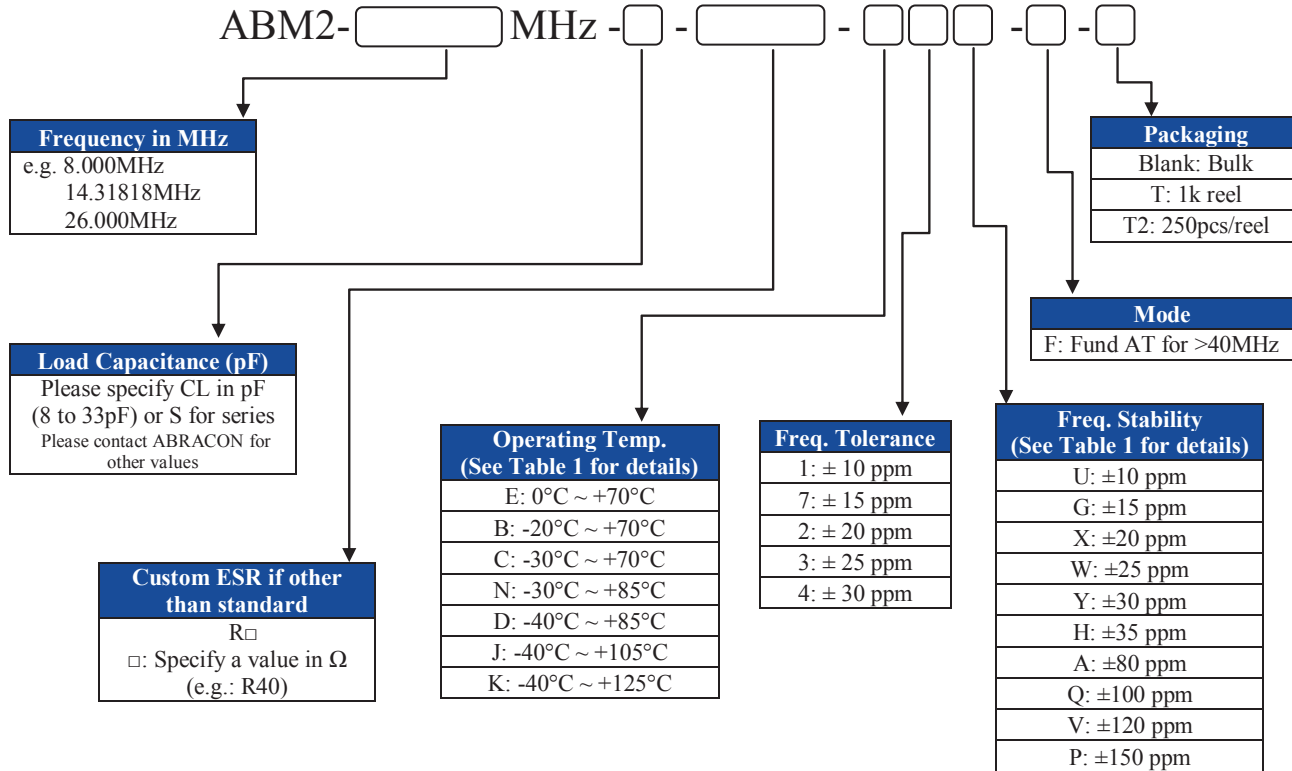 ABM2- MHz - - - - -
Frequency in MHz
e.g. 8.000MHz
14.31818MHz
26.000MHz
Load Capacitance (pF)
Please specify CL in pF
(8 to 33pF) or S for series
Please contact ABRACON for
other values
Custom ESR if other
than standard
R□
□: Specify a value in Ω
(e.g.: R40)
Operating Temp.
(See Table 1 for details)
E: 0°C ~ +70°C
B: -20°C ~ +70°C
C: -30°C ~ +70°C
N: -30°C ~ +85°C
D: -40°C ~ +85°C
J: -40°C ~ +105°C
K: -40°C ~ +125°C
Freq. Tolerance
1: ± 10 ppm
7: ± 15 ppm
2: ± 20 ppm
3: ± 25 ppm
4: ± 30 ppm
Freq. Stability
(See Table 1 for details)
U: ±10 ppm
G: ±15 ppm
X: ±20 ppm
W: ±25 ppm
Y: ±30 ppm
H: ±35 ppm
A: ±80 ppm
Q: ±100 ppm
V: ±120 ppm
P: ±150 ppm
Mode
F: Fund AT for >40MHz
Packaging
Blank: Bulk
T: 1k reel
T2: 250pcs/reel